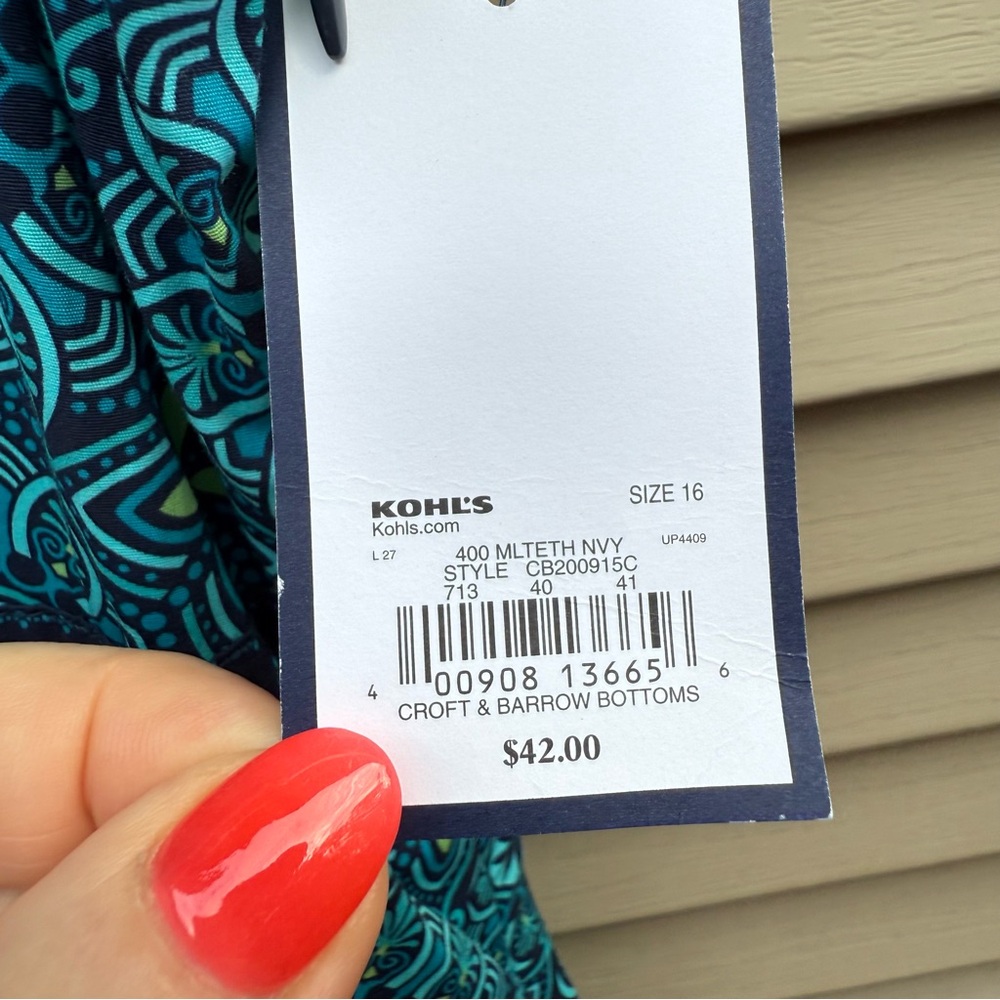 KOHL'S SIZE 16
Kohls.com
L 27 400 MLTETH NVY UP4409
STYLE CB200915C
713 40 41
4 00908 13665 6
CROFT & BARROW BOTTOMS
$42.00